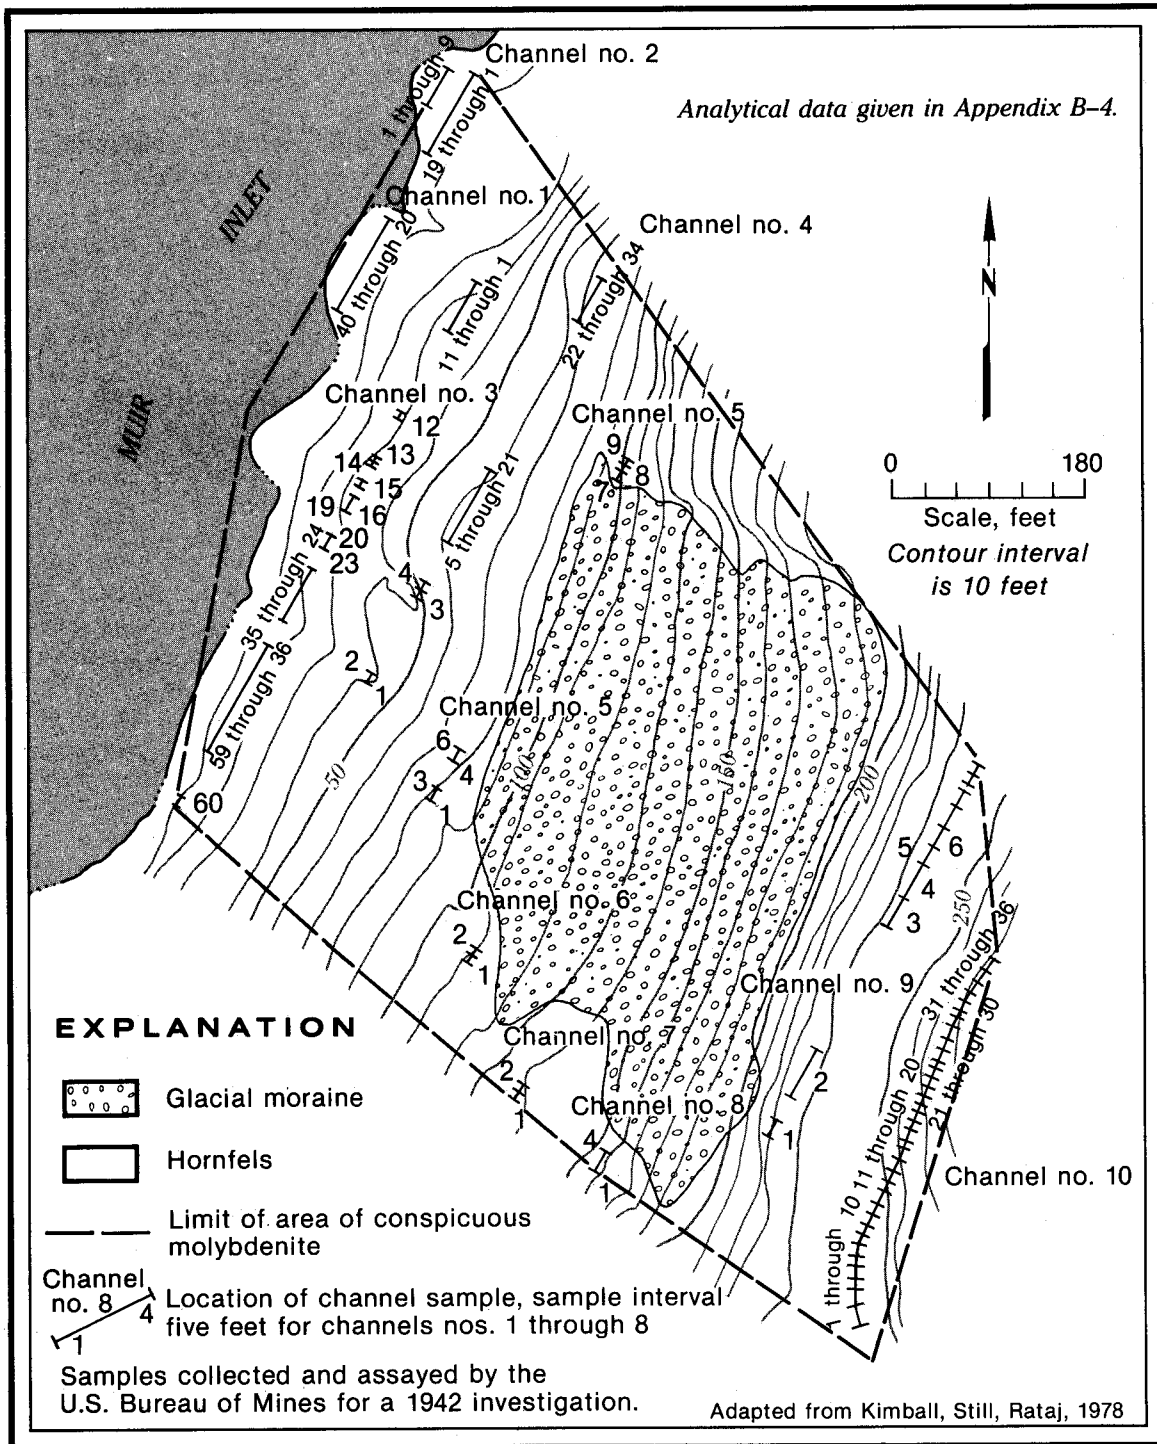 Channel no. 2
1 through 9
19 through 1
Analytical data given in Appendix B–4.
INLET
Channel no. 1
40 through 20
Channel no. 4
22 through 34
N
11 through 1
MUIR
Channel no. 3
12
14
13
15
19
16
20
23
35 through 24
Channel no. 5
9
7
8
0 180
Scale, feet
Contour interval
is 10 feet
5 through 21
4
3
2
1
59 through 36
60
50
Channel no. 5
6
4
3
1
100
150
200
5
6
4
3
250
Channel no. 6
2
1
Channel no. 9
31 through 36
21 through 30
11 through 20
1 through 10
2
1
Channel no. 7
2
1
Channel no. 8
4
1
Channel no. 10
EXPLANATION
Glacial moraine
Hornfels
Limit of area of conspicuous
molybdenite
Channel
no. 8
4
1
Location of channel sample, sample interval
five feet for channels nos. 1 through 8
Samples collected and assayed by the
U.S. Bureau of Mines for a 1942 investigation.
Adapted from Kimball, Still, Rataj, 1978